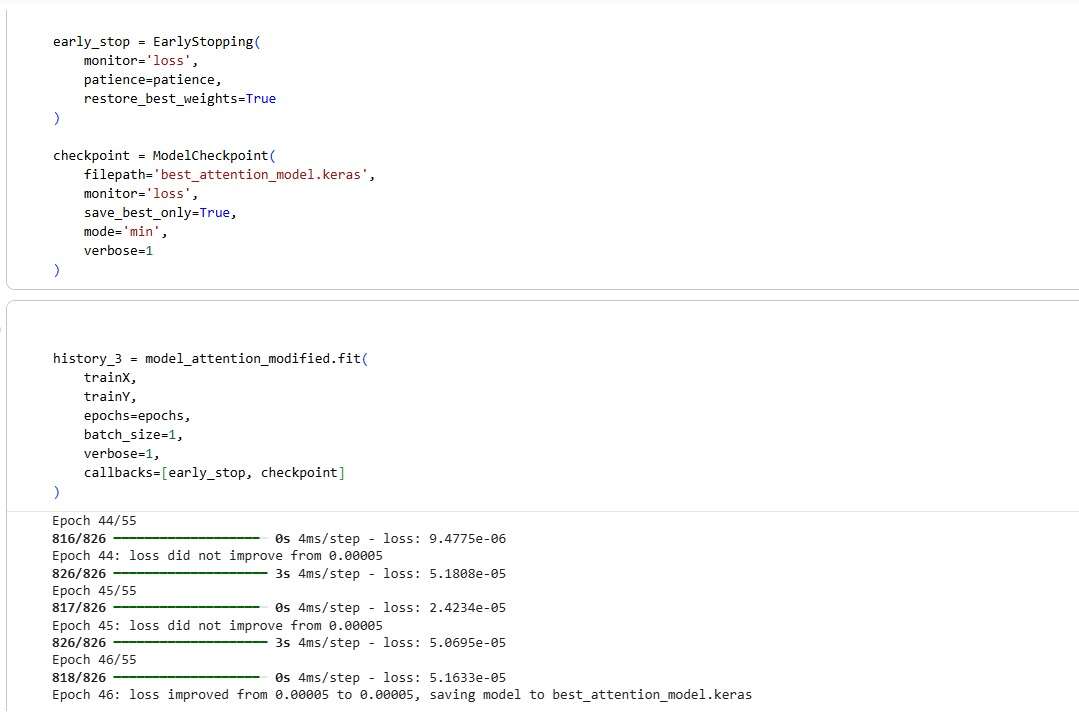 early_stop = EarlyStopping(
    monitor='loss',
    patience=patience,
    restore_best_weights=True
)
checkpoint = ModelCheckpoint(
    filepath='best_attention_model.keras',
    monitor='loss',
    save_best_only=True,
    mode='min',
    verbose=1
)
history_3 = model_attention_modified.fit(
    trainX,
    trainY,
    epochs=epochs,
    batch_size=1,
    verbose=1,
    callbacks=[early_stop, checkpoint]
)
Epoch 44/55
816/826 0s 4ms/step - loss: 9.4775e-06
Epoch 44: loss did not improve from 0.00005
826/826 3s 4ms/step - loss: 5.1808e-05
Epoch 45/55
817/826 0s 4ms/step - loss: 2.4234e-05
Epoch 45: loss did not improve from 0.00005
826/826 3s 4ms/step - loss: 5.0695e-05
Epoch 46/55
818/826 0s 4ms/step - loss: 5.1633e-05
Epoch 46: loss improved from 0.00005 to 0.00005, saving model to best_attention_model.keras